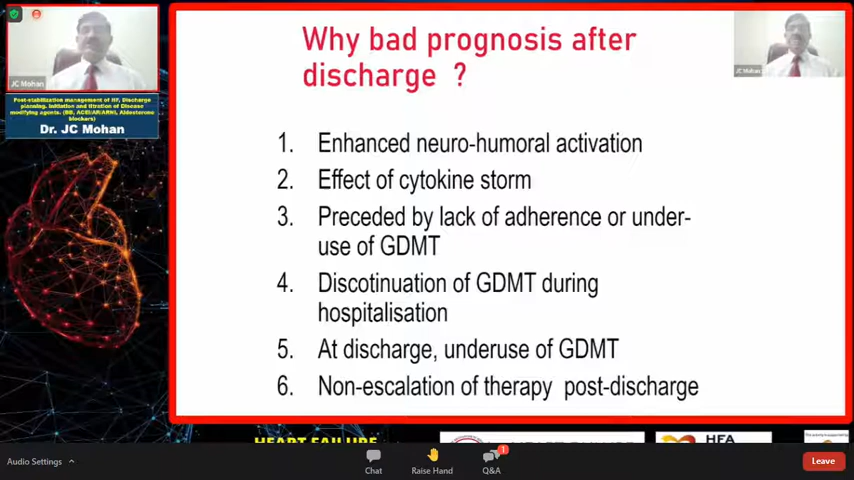 JC Mohan
Post-stabilization management of HF, Discharge
planning. Initiation and titration of Disease
modifying agents. (BB, ACEI/AR/ARNI, Aldosterone
blockers)
Dr. JC Mohan
Why bad prognosis after
discharge ?
1. Enhanced neuro-humoral activation
2. Effect of cytokine storm
3. Preceded by lack of adherence or under-
use of GDMT
4. Discotinuation of GDMT during
hospitalisation
5. At discharge, underuse of GDMT
6. Non-escalation of therapy post-discharge
JC Mohan
HEART FAILURE
HFA
Audio Settings
Chat
Raise Hand
Q&A
1
Leave